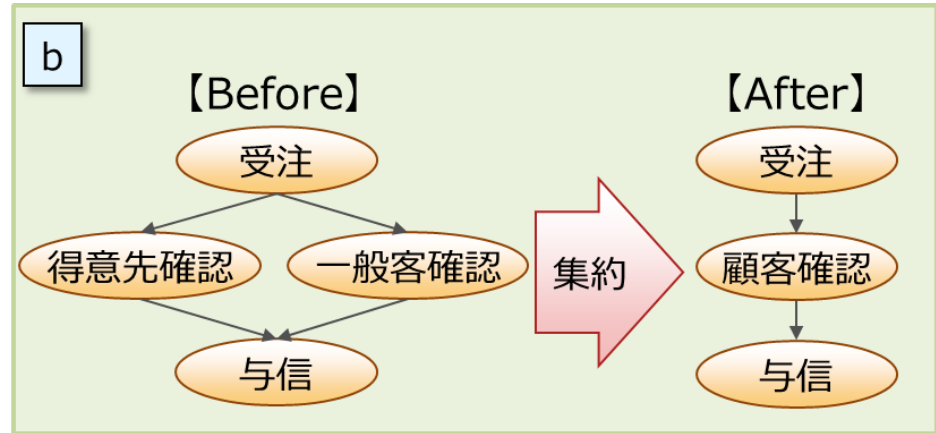 b
【Before】
受注
得意先確認
一般客確認
与信
集約
【After】
受注
顧客確認
与信